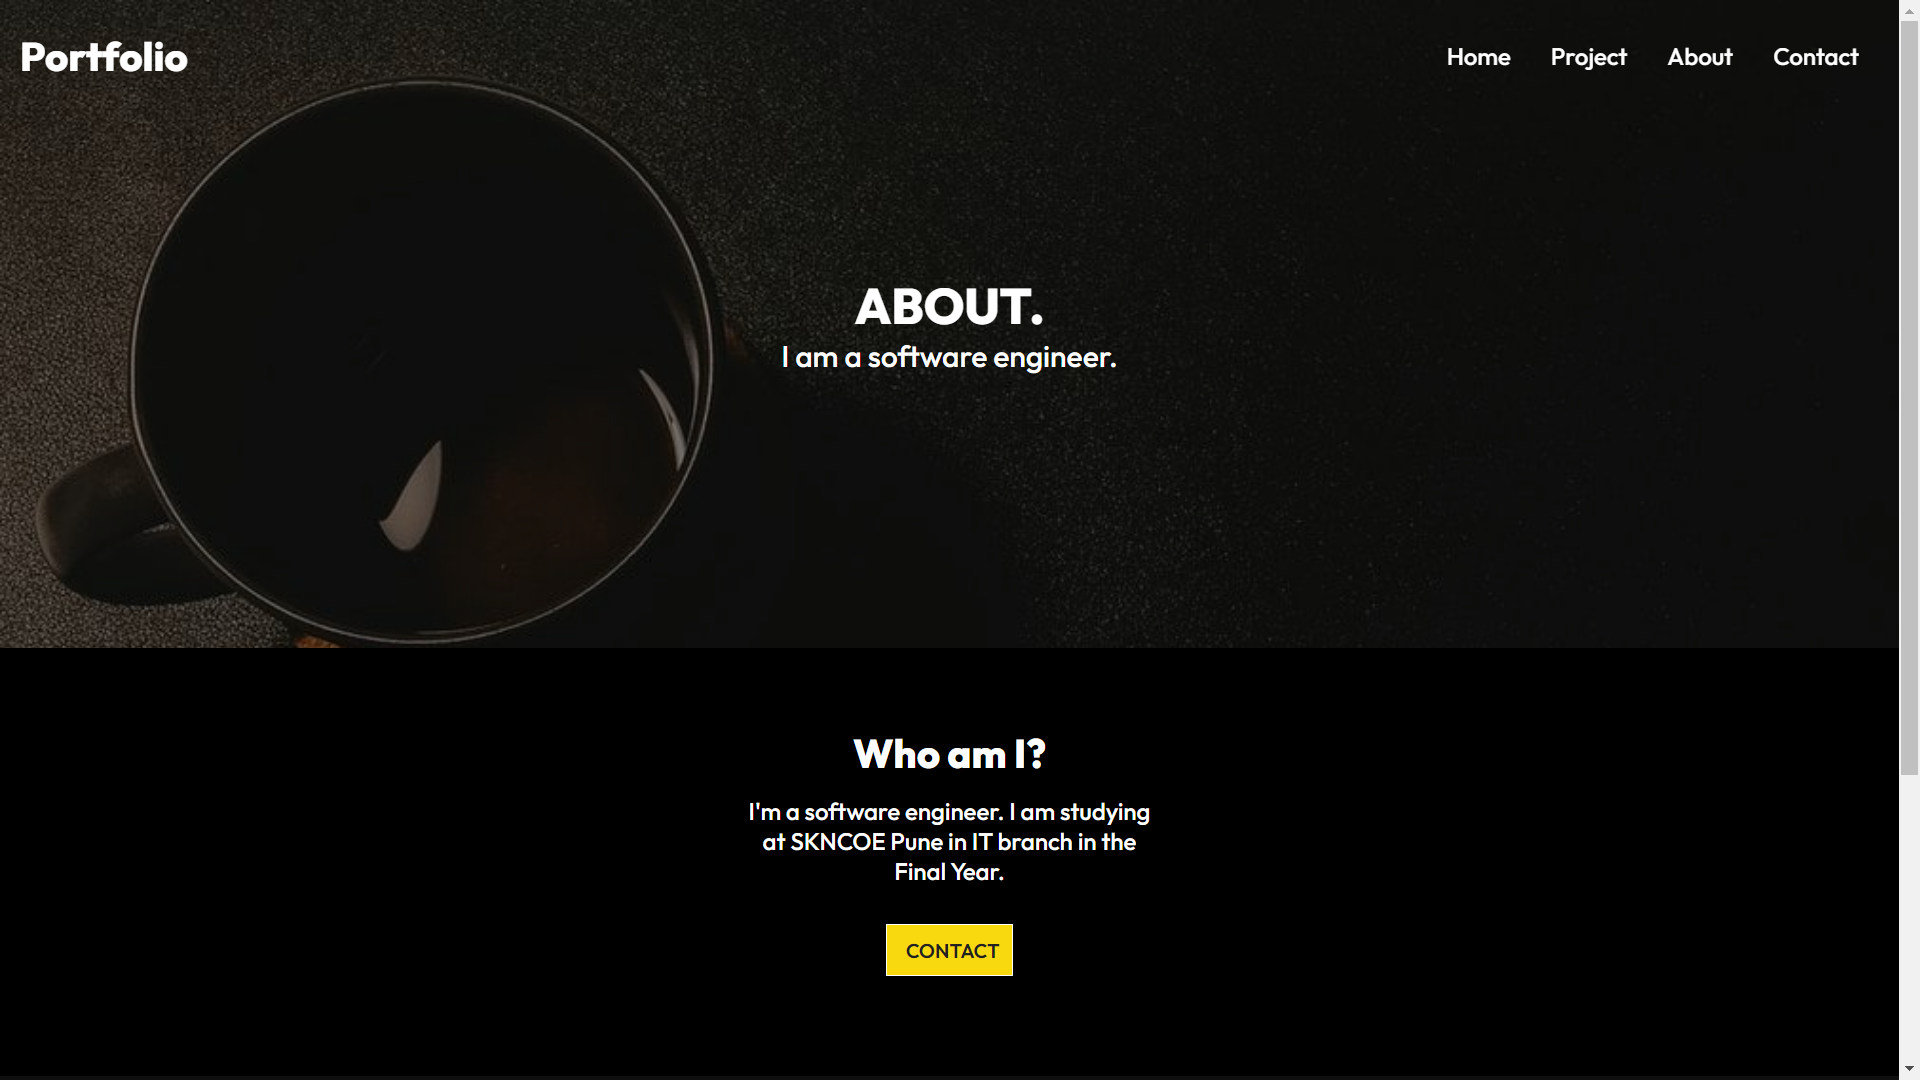 Portfolio
Home Project About Contact
ABOUT.
I am a software engineer.
Who am I?
I'm a software engineer. I am studying
at SKNCOE Pune in IT branch in the
Final Year.
CONTACT